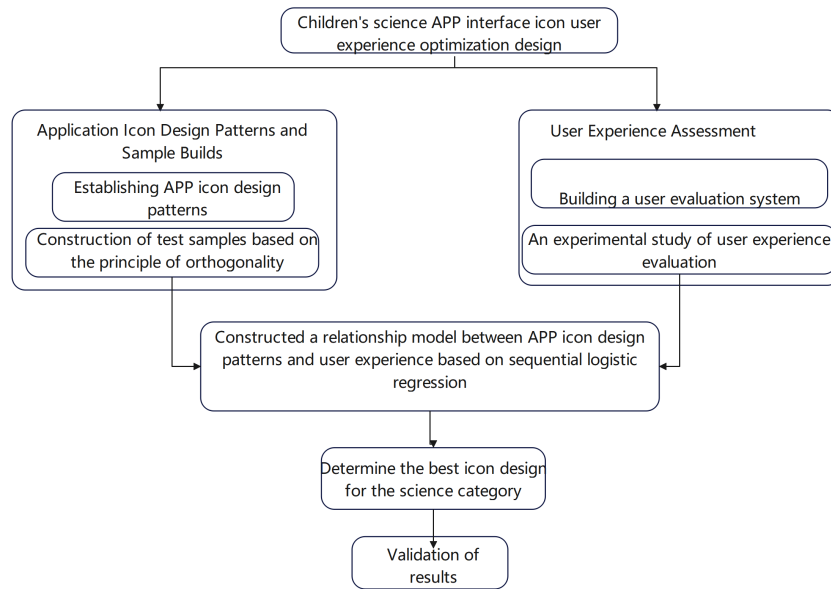 Children's science APP interface icon user
experience optimization design
Application Icon Design Patterns and
Sample Builds
Establishing APP icon design
patterns
Construction of test samples based on
the principle of orthogonality
User Experience Assessment
Building a user evaluation system
An experimental study of user experience
evaluation
Constructed a relationship model between APP icon design
patterns and user experience based on sequential logistic
regression
Determine the best icon design
for the science category
Validation of
results